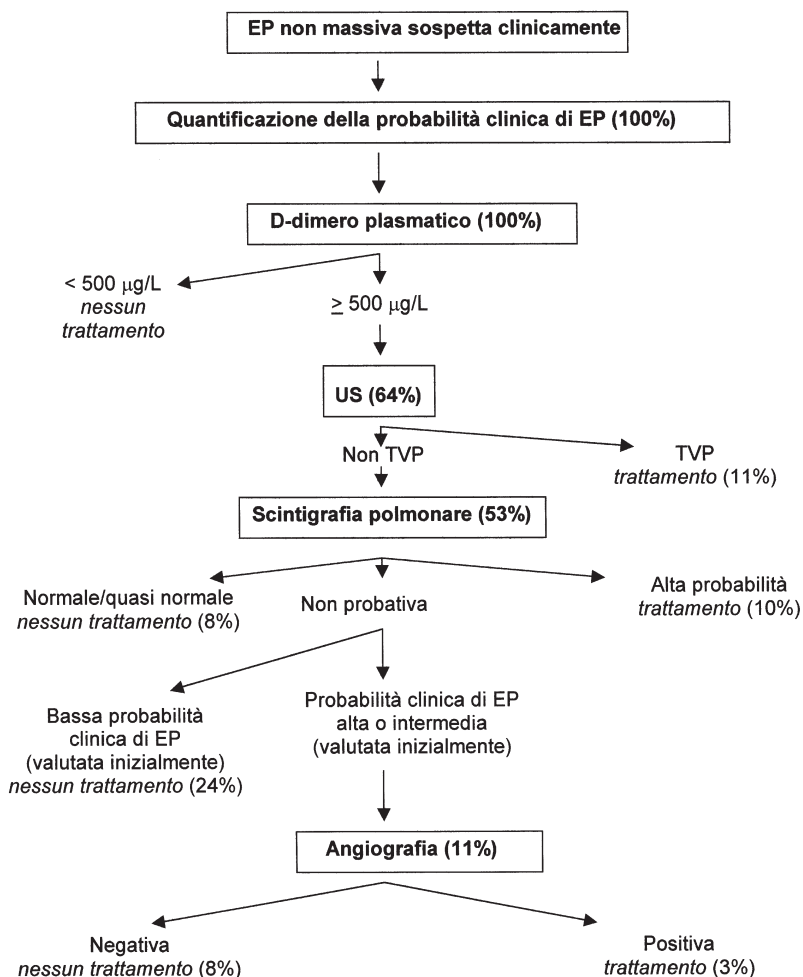 EP non massiva sospetta clinicamente
Quantificazione della probabilità clinica di EP (100%)
D-dimero plasmatico (100%)
< 500 μg/L
nessun
trattamento
≥ 500 μg/L
US (64%)
Non TVP
TVP
trattamento (11%)
Scintigrafia polmonare (53%)
Normale/quasi normale
nessun trattamento (8%)
Non probativa
Alta probabilità
trattamento (10%)
Bassa probabilità
clinica di EP
(valutata inizialmente)
nessun trattamento (24%)
Probabilità clinica di EP
alta o intermedia
(valutata inizialmente)
Angiografia (11%)
Negativa
nessun trattamento (8%)
Positiva
trattamento (3%)